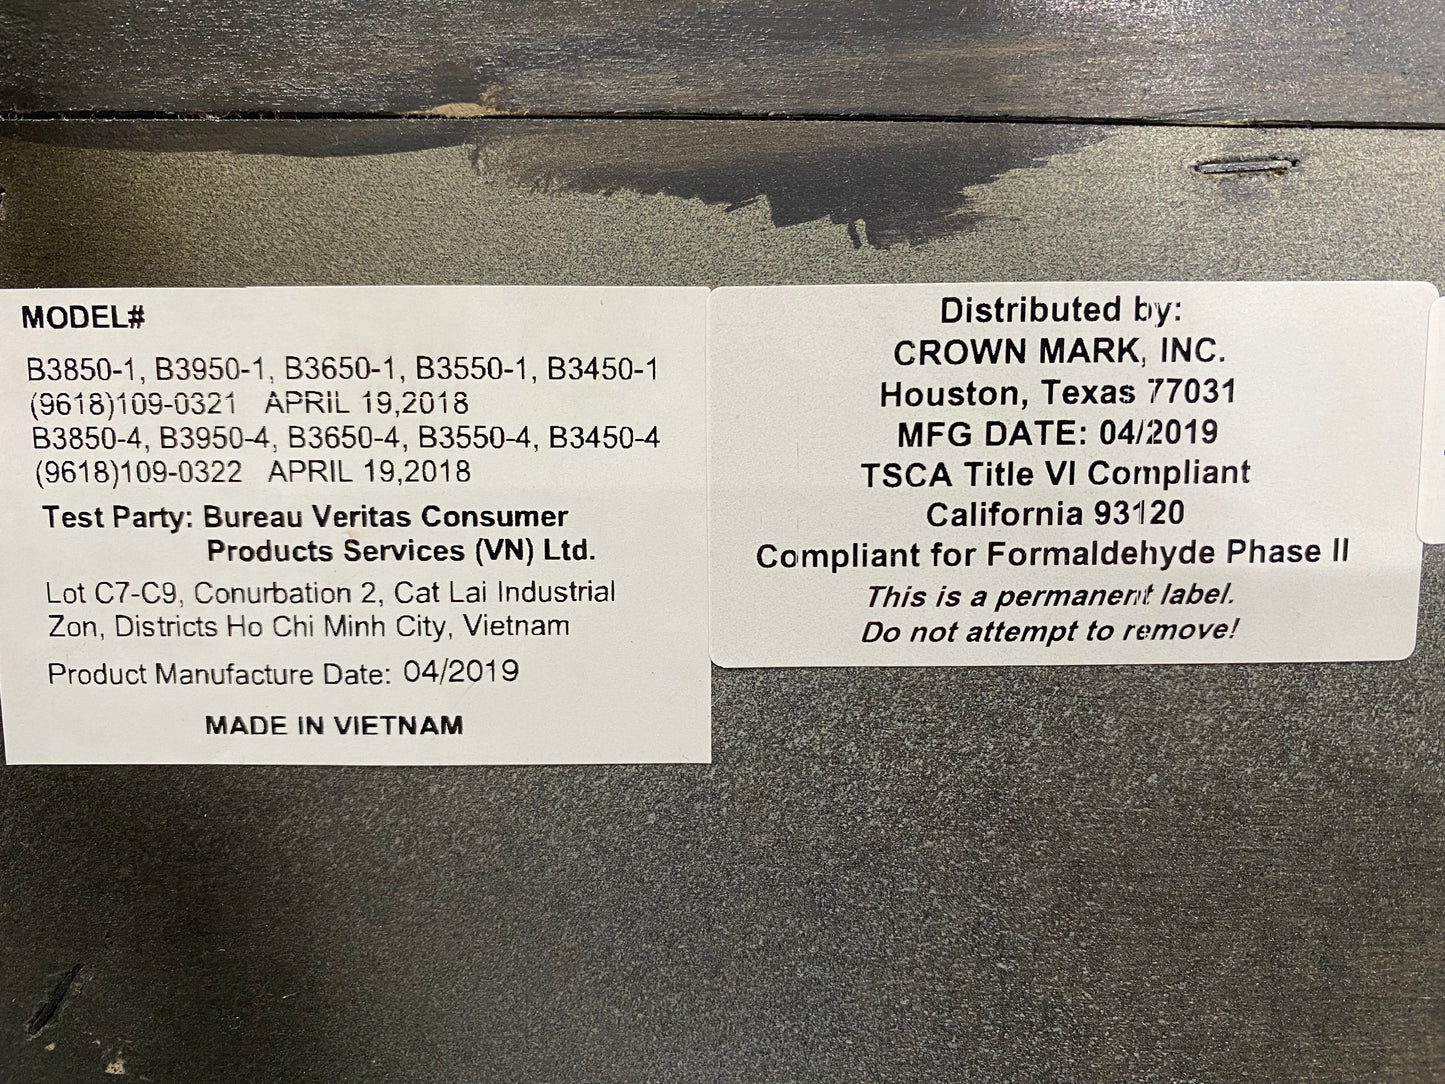 MODEL#
B3850-1, B3950-1, B3650-1, B3550-1, B3450-1
(9618)109-0321 APRIL 19,2018
B3850-4, B3950-4, B3650-4, B3550-4, B3450-4
(9618)109-0322 APRIL 19,2018
Test Party: Bureau Veritas Consumer
Products Services (VN) Ltd.
Lot C7-C9, Conurbation 2, Cat Lai Industrial
Zon, Districts Ho Chi Minh City, Vietnam
Product Manufacture Date: 04/2019
MADE IN VIETNAM
Distributed by:
CROWN MARK, INC.
Houston, Texas 77031
MFG DATE: 04/2019
TSCA Title VI Compliant
California 93120
Compliant for Formaldehyde Phase II
This is a permanent label.
Do not attempt to remove!